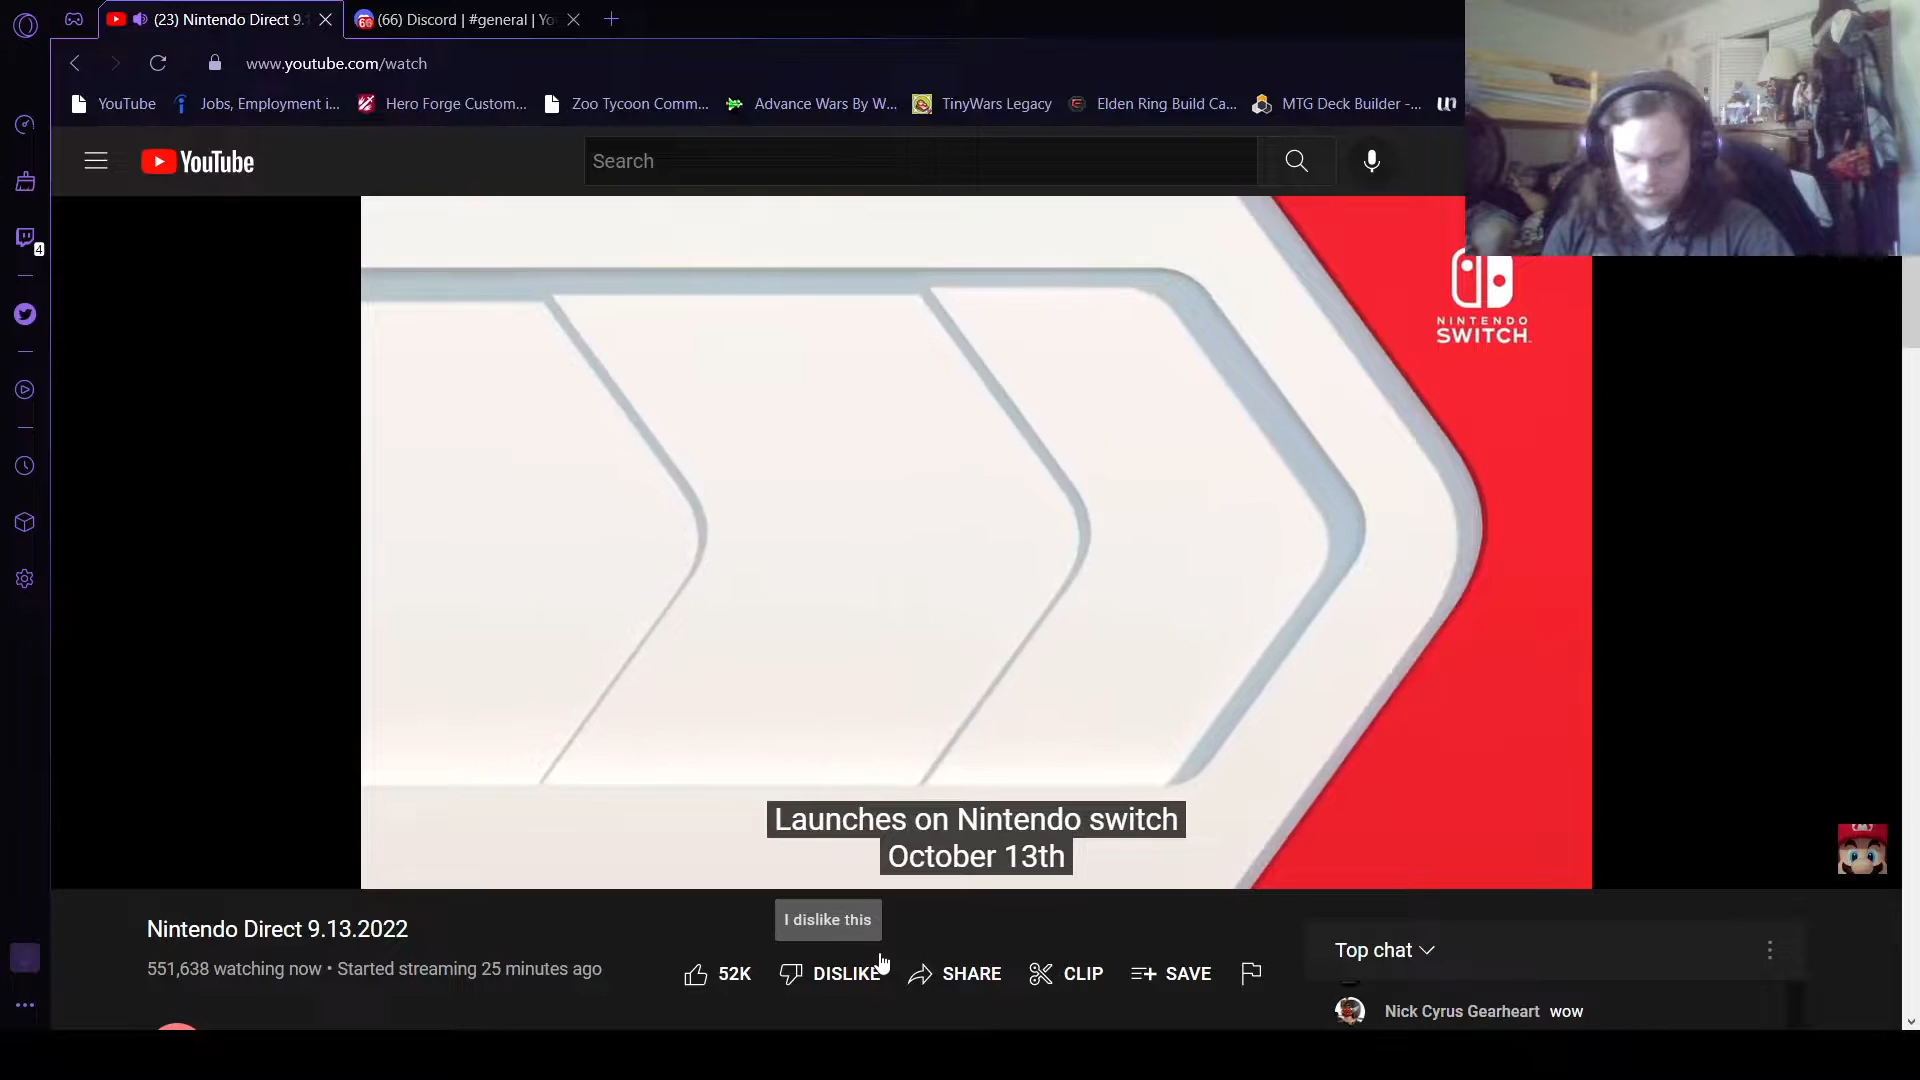 (23) Nintendo Direct 9.
(66) Discord | #general | Yo
www.youtube.com/watch
YouTube
Jobs, Employment i...
Hero Forge Custom...
Zoo Tycoon Comm...
Advance Wars By W...
TinyWars Legacy
Elden Ring Build Ca...
MTG Deck Builder -...
YouTube
Search
4
NINTENDO
SWITCH
Launches on Nintendo switch
October 13th
I dislike this
Nintendo Direct 9.13.2022
551,638 watching now • Started streaming 25 minutes ago
52K
DISLIKE
SHARE
CLIP
SAVE
Top chat
Nick Cyrus Gearheart wow